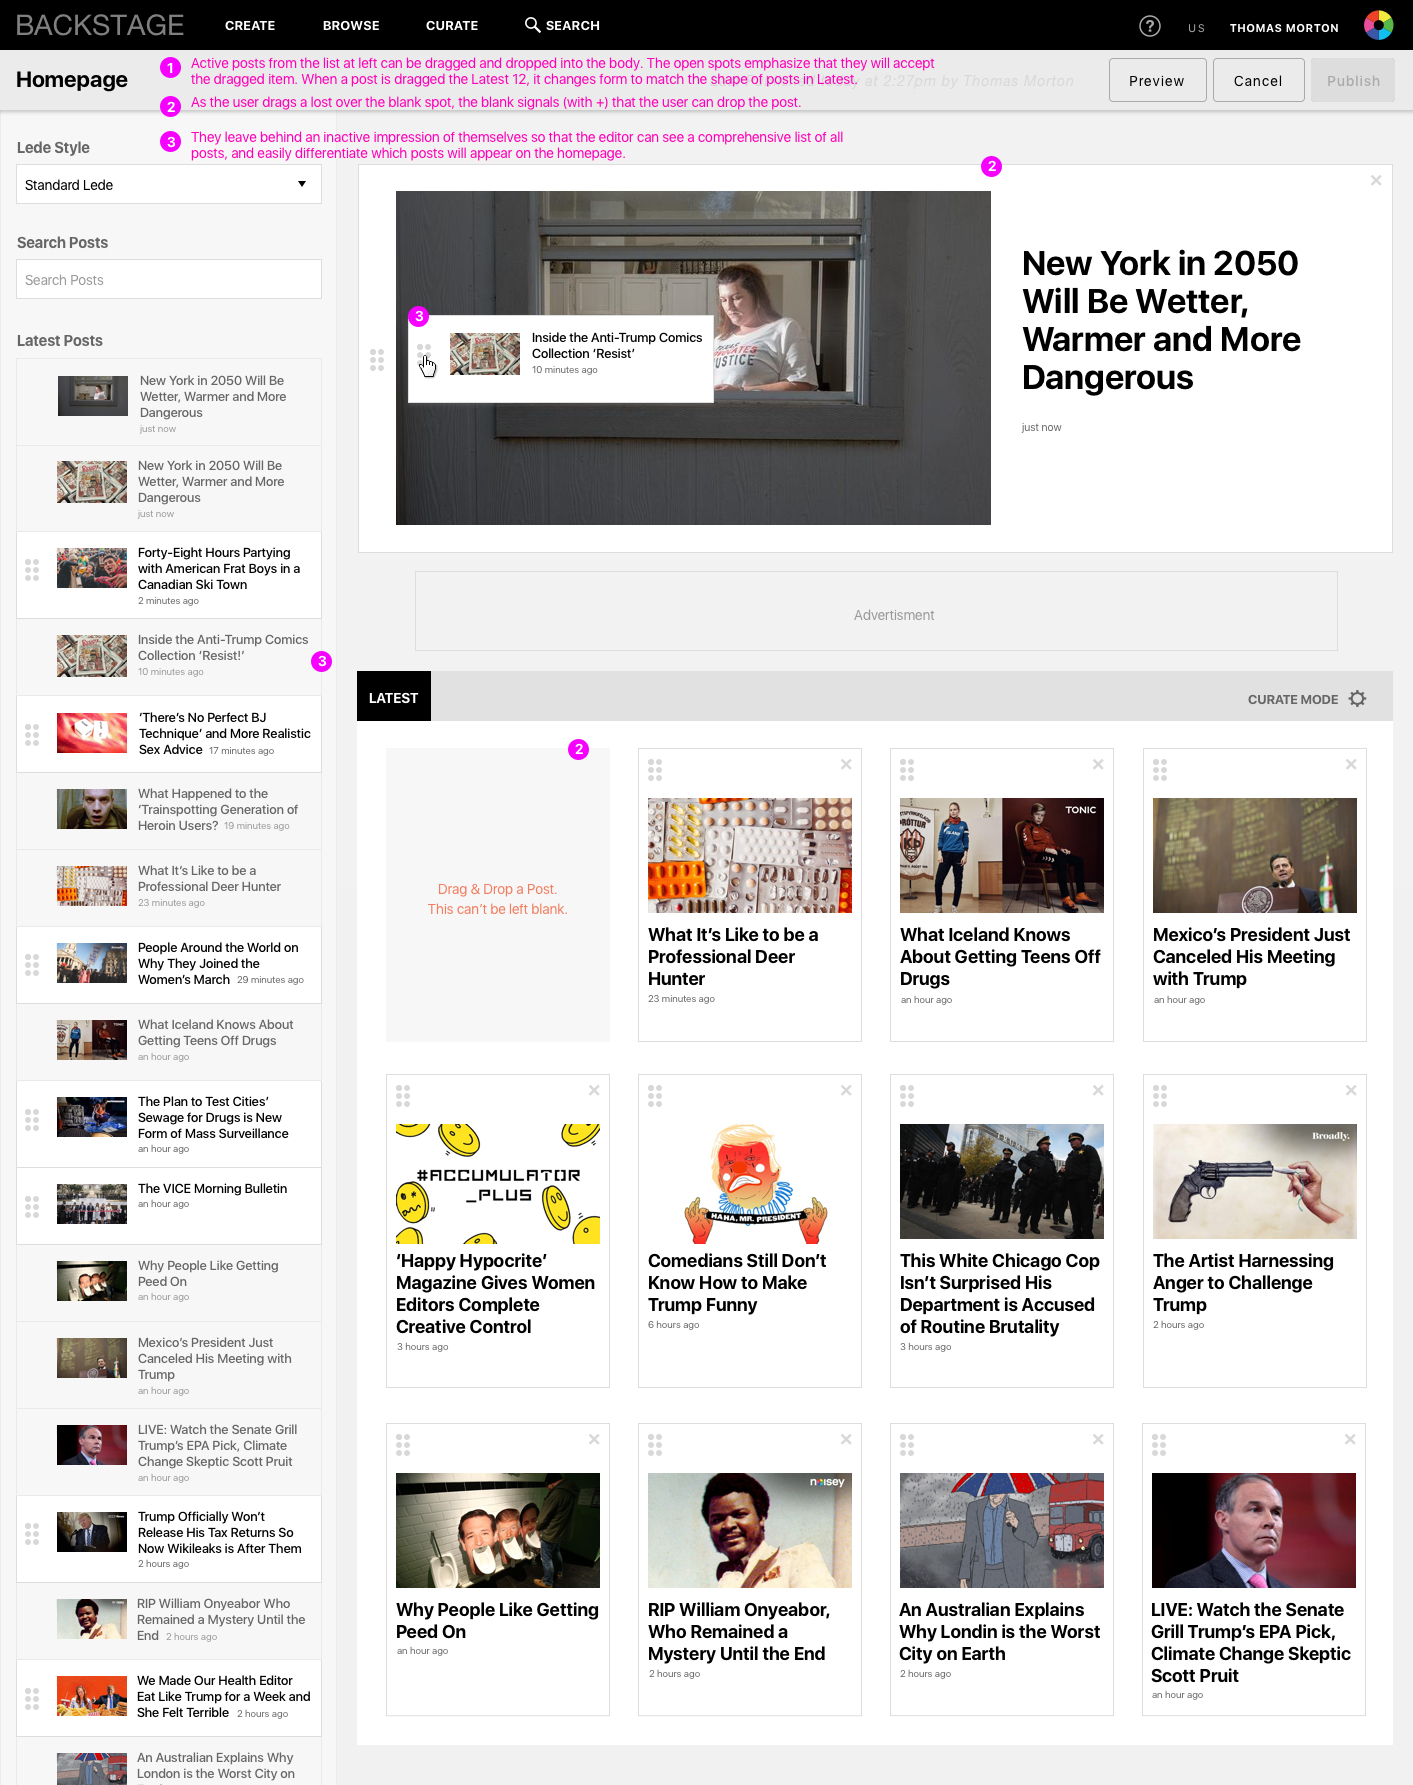 BACKSTAGE
CREATE
BROWSE
CURATE
SEARCH
?
US
THOMAS MORTON
Homepage
1
Active posts from the list at left can be dragged and dropped into the body. The open spots emphasize that they will accept
the dragged item. When a post is dragged the Latest 12, it changes form to match the shape of posts in Latest.
at 2:27pm by Thomas Morton
2
As the user drags a lost over the blank spot, the blank signals (with +) that the user can drop the post.
3
They leave behind an inactive impression of themselves so that the editor can see a comprehensive list of all
posts, and easily differentiate which posts will appear on the homepage.
Preview
Cancel
Publish
Lede Style
Standard Lede
Search Posts
Search Posts
Latest Posts
New York in 2050 Will Be
Wetter, Warmer and More
Dangerous
just now
New York in 2050 Will Be
Wetter, Warmer and More
Dangerous
just now
Forty-Eight Hours Partying
with American Frat Boys in a
Canadian Ski Town
2 minutes ago
Inside the Anti-Trump Comics
Collection ‘Resist!’
10 minutes ago
3
‘There’s No Perfect BJ
Technique’ and More Realistic
Sex Advice 17 minutes ago
What Happened to the
‘Trainspotting Generation of
Heroin Users? 19 minutes ago
What It’s Like to be a
Professional Deer Hunter
23 minutes ago
People Around the World on
Why They Joined the
Women’s March 29 minutes ago
What Iceland Knows About
Getting Teens Off Drugs
an hour ago
The Plan to Test Cities’
Sewage for Drugs is New
Form of Mass Surveillance
an hour ago
The VICE Morning Bulletin
an hour ago
Why People Like Getting
Peed On
an hour ago
Mexico’s President Just
Canceled His Meeting with
Trump
an hour ago
LIVE: Watch the Senate Grill
Trump’s EPA Pick, Climate
Change Skeptic Scott Pruit
an hour ago
Trump Officially Won’t
Release His Tax Returns So
Now Wikileaks is After Them
2 hours ago
RIP William Onyeabor Who
Remained a Mystery Until the
End 2 hours ago
We Made Our Health Editor
Eat Like Trump for a Week and
She Felt Terrible 2 hours ago
An Australian Explains Why
London is the Worst City on
2
3
Inside the Anti-Trump Comics
Collection ‘Resist’
10 minutes ago
JUSTICE
New York in 2050
Will Be Wetter,
Warmer and More
Dangerous
just now
Advertisment
LATEST
CURATE MODE
2
Drag & Drop a Post.
This can’t be left blank.
What It’s Like to be a
Professional Deer
Hunter
23 minutes ago
TONIC
What Iceland Knows
About Getting Teens Off
Drugs
an hour ago
Mexico’s President Just
Canceled His Meeting
with Trump
an hour ago
#ACCUMULATOR
_PLUS
‘Happy Hypocrite’
Magazine Gives Women
Editors Complete
Creative Control
3 hours ago
HAHA, MR. PRESIDENT
Comedians Still Don’t
Know How to Make
Trump Funny
6 hours ago
This White Chicago Cop
Isn’t Surprised His
Department is Accused
of Routine Brutality
3 hours ago
Broadly.
The Artist Harnessing
Anger to Challenge
Trump
2 hours ago
Why People Like Getting
Peed On
an hour ago
noisey
RIP William Onyeabor,
Who Remained a
Mystery Until the End
2 hours ago
An Australian Explains
Why Londin is the Worst
City on Earth
2 hours ago
LIVE: Watch the Senate
Grill Trump’s EPA Pick,
Climate Change Skeptic
Scott Pruit
an hour ago